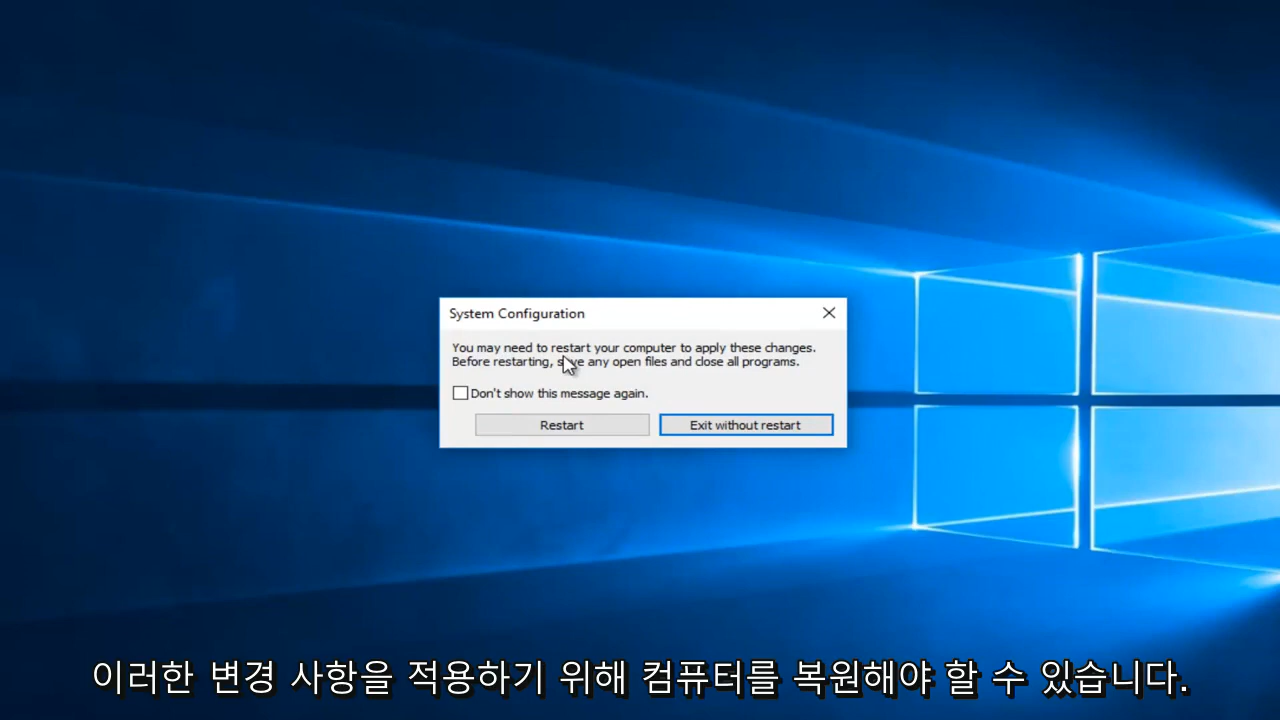 System Configuration
You may need to restart your computer to apply these changes.
Before restarting, save any open files and close all programs.
Don't show this message again.
Restart
Exit without restart
이러한 변경 사항을 적용하기 위해 컴퓨터를 복원해야 할 수 있습니다.